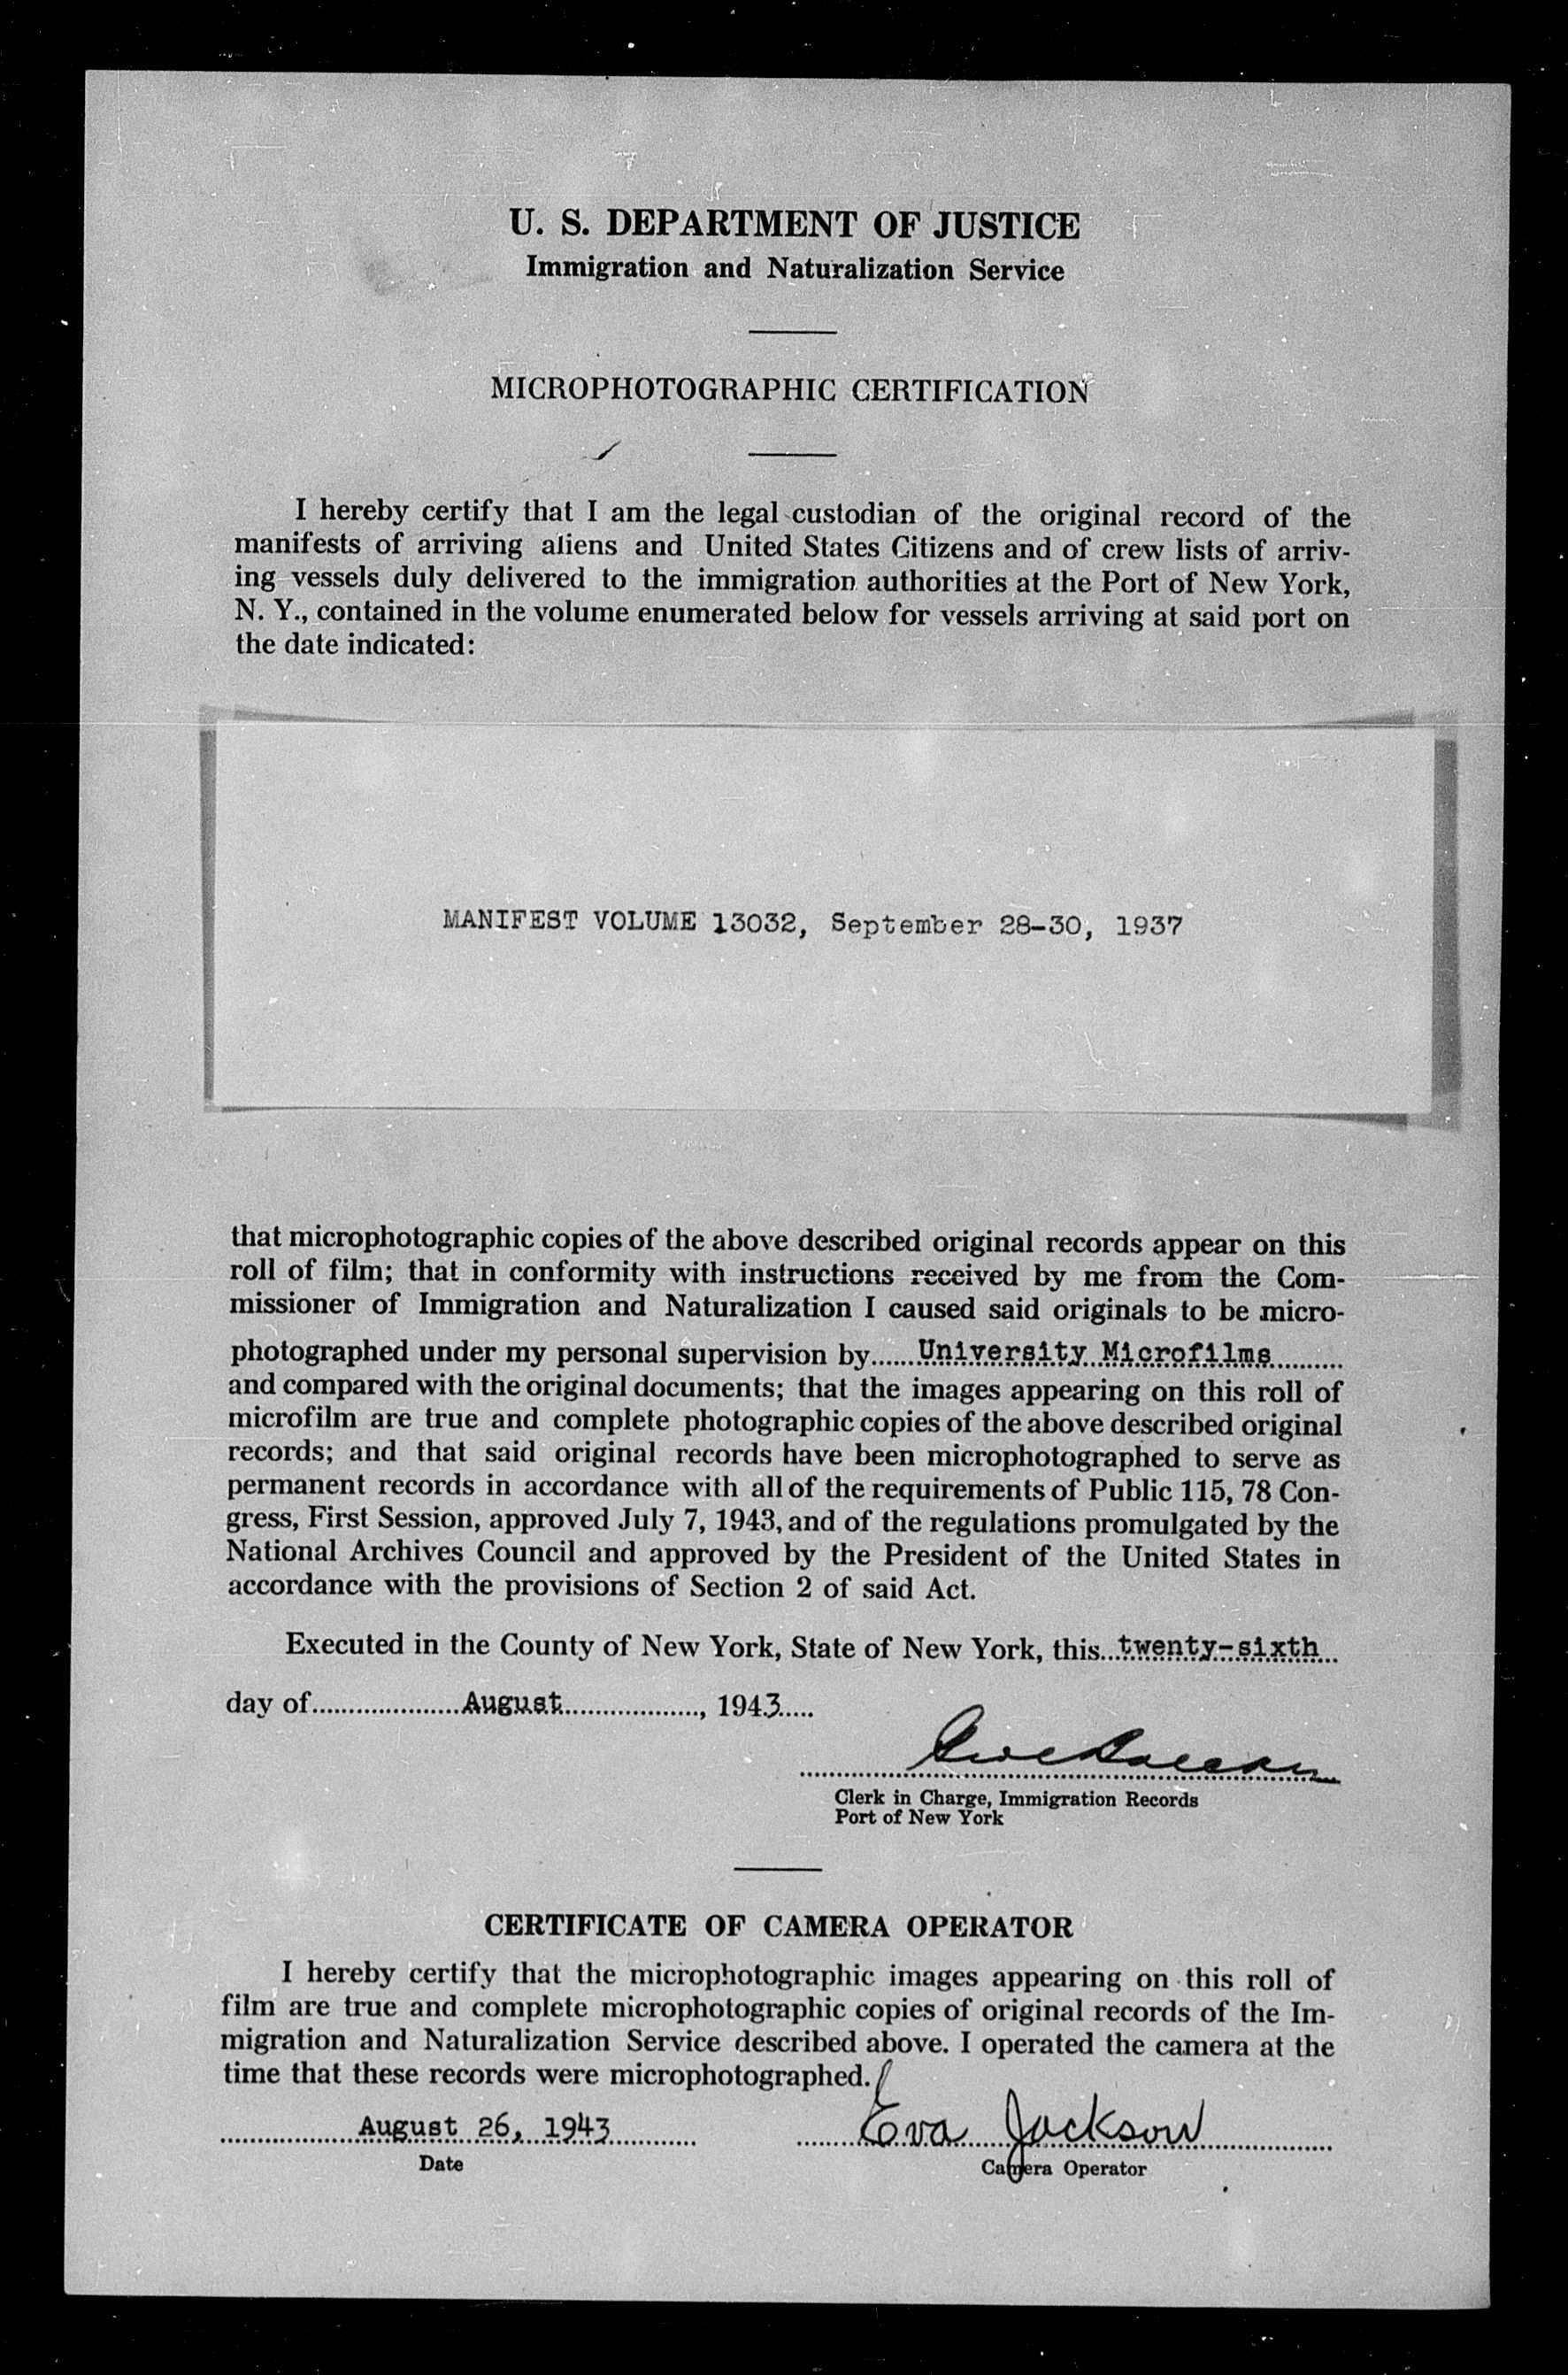 U. S. DEPARTMENT OF JUSTICE
Immigration and Naturalization Service
MICROPHOTOGRAPHIC CERTIFICATION
I hereby certify that I am the legal custodian of the original record of the
manifests of arriving aliens and United States Citizens and of crew lists of arriv-
ing vessels duly delivered to the immigration authorities at the Port of New York,
N. Y., contained in the volume enumerated below for vessels arriving at said port on
the date indicated:
MANIFEST VOLUME 13032, September 28-30, 1937
that microphotographic copies of the above described original records appear on this
roll of film; that in conformity with instructions received by me from the Com-
missioner of Immigration and Naturalization I caused said originals to be micro-
photographed under my personal supervision by......University Microfilms..........
and compared with the original documents; that the images appearing on this roll of
microfilm are true and complete photographic copies of the above described original
records; and that said original records have been microphotographed to serve as
permanent records in accordance with all of the requirements of Public 115, 78 Con-
gress, First Session, approved July 7, 1943, and of the regulations promulgated by the
National Archives Council and approved by the President of the United States in
accordance with the provisions of Section 2 of said Act.
Executed in the County of New York, State of New York, this...twenty-sixth...
day of.....................August..................., 1943.....
Clerk in Charge, Immigration Records
Port of New York
CERTIFICATE OF CAMERA OPERATOR
I hereby certify that the microphotographic images appearing on this roll of
film are true and complete microphotographic copies of original records of the Im-
migration and Naturalization Service described above. I operated the camera at the
time that these records were microphotographed.
August 26, 1943 Eva Jackson
Date Camera Operator